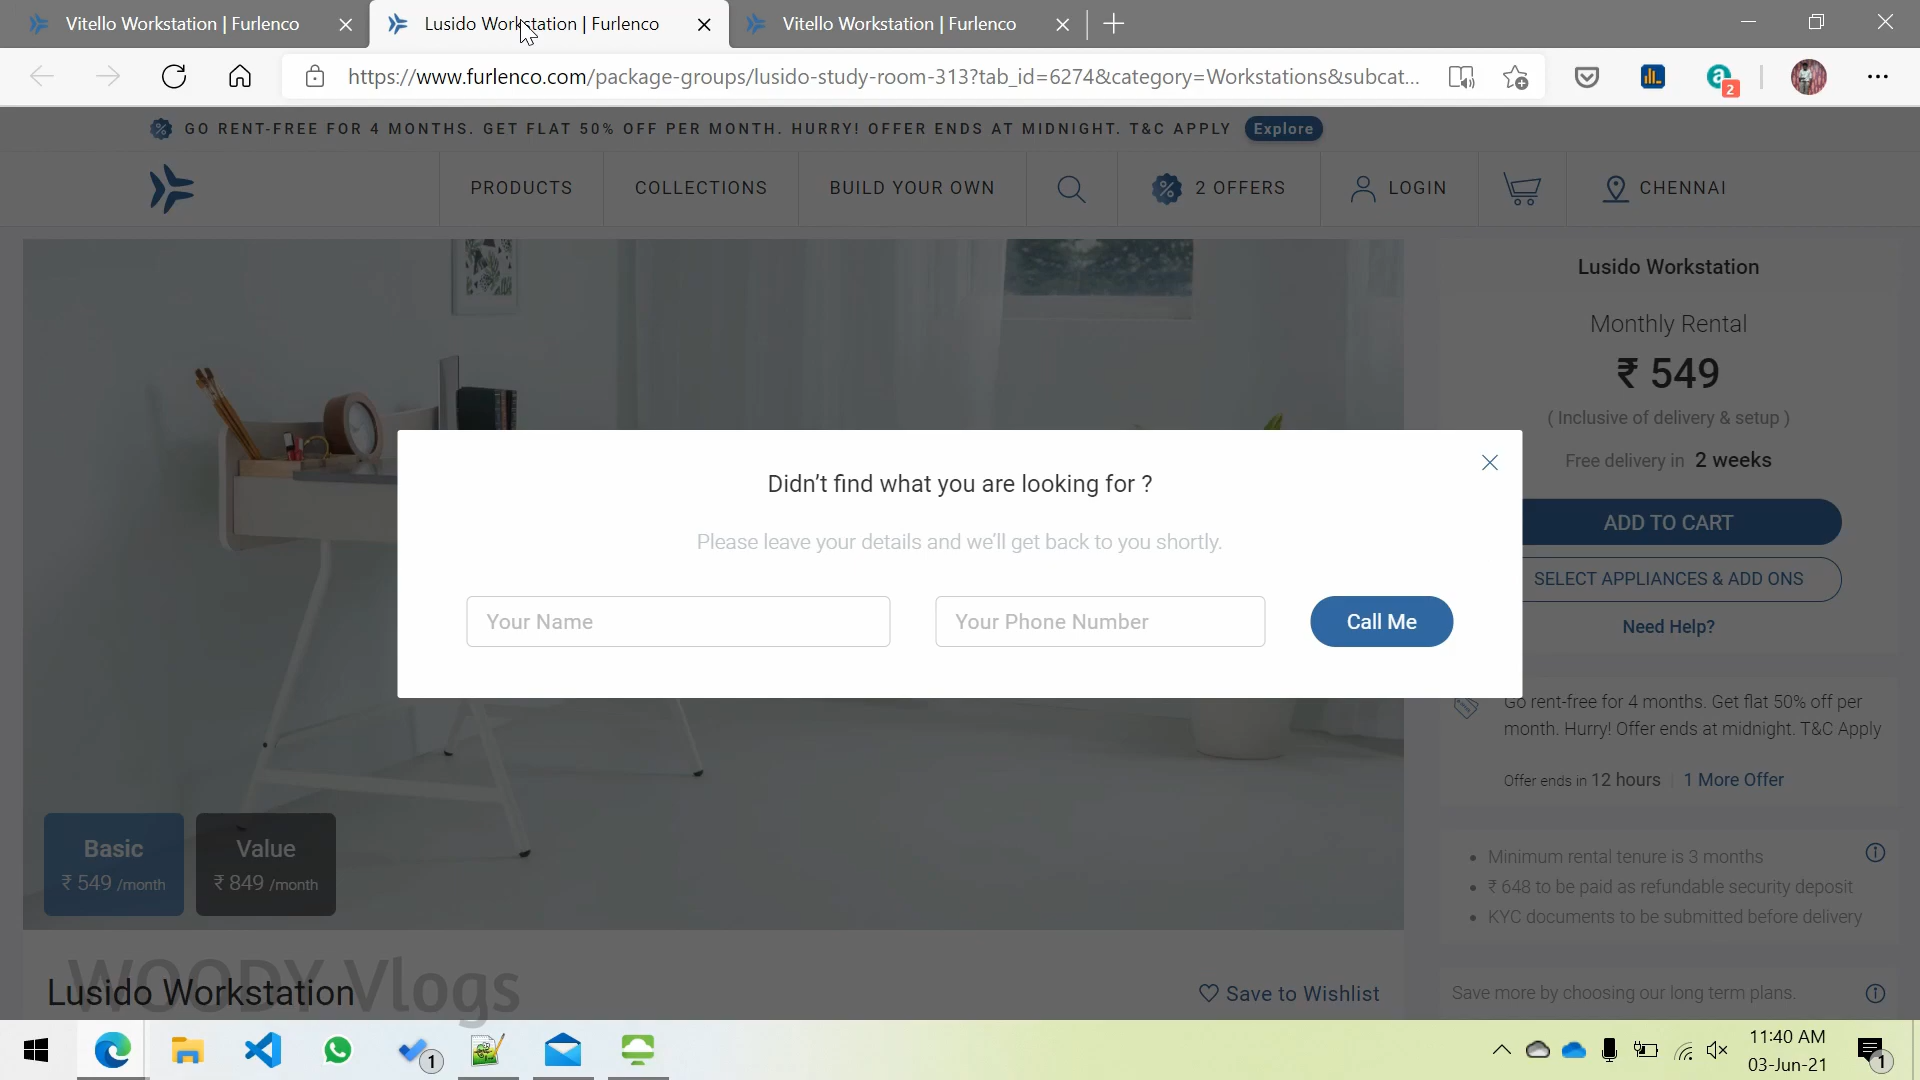 Vitello Workstation | Furlenco
Lusido Workstation | Furlenco
Vitello Workstation | Furlenco
https://www.furlenco.com/package-groups/lusido-study-room-313?tab_id=6274&category=Workstations&subcat...
2
GO RENT-FREE FOR 4 MONTHS. GET FLAT 50% OFF PER MONTH. HURRY! OFFER ENDS AT MIDNIGHT. T&C APPLY
Explore
PRODUCTS
COLLECTIONS
BUILD YOUR OWN
2 OFFERS
LOGIN
CHENNAI
Lusido Workstation
Monthly Rental
₹ 549
( Inclusive of delivery & setup )
Free delivery in 2 weeks
ADD TO CART
SELECT APPLIANCES & ADD ONS
Need Help?
Didn't find what you are looking for ?
Please leave your details and we'll get back to you shortly.
Your Name
Your Phone Number
Call Me
Go rent-free for 4 months. Get flat 50% off per
month. Hurry! Offer ends at midnight. T&C Apply
Offer ends in 12 hours
1 More Offer
Basic
₹ 549 /month
Value
₹ 849 /month
Minimum rental tenure is 3 months
₹ 648 to be paid as refundable security deposit
KYC documents to be submitted before delivery
WOODY Vlogs
Lusido Workstation
Save to Wishlist
Save more by choosing our long term plans.
1
11:40 AM
03-Jun-21
1